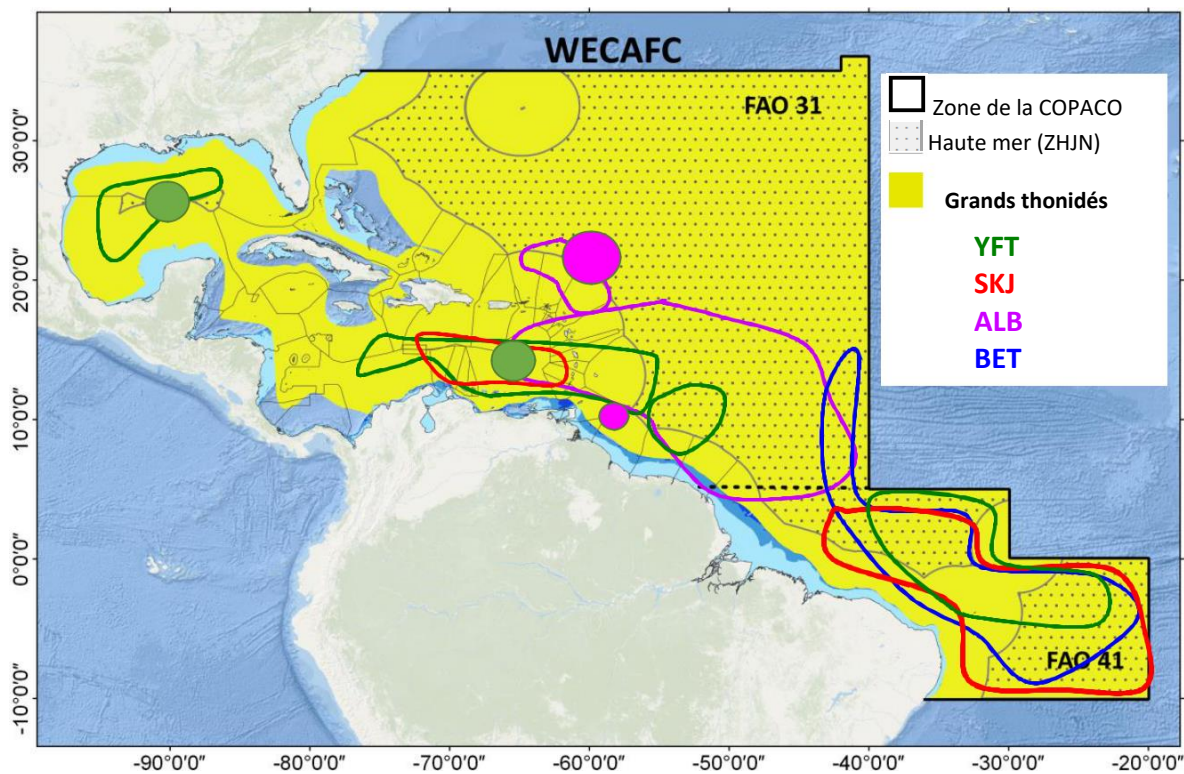 WECAFC
FAO 31
Zone de la COPACO
Haute mer (ZHJN)
Grands thonidés
YFT
SKJ
ALB
BET
FAO 41
30°0'0"
20°0'0"
10°0'0"
0°0'0"
-10°0'0"
-90°0'0"
-80°0'0"
-70°0'0"
-60°0'0"
-50°0'0"
-40°0'0"
-30°0'0"
-20°0'0"